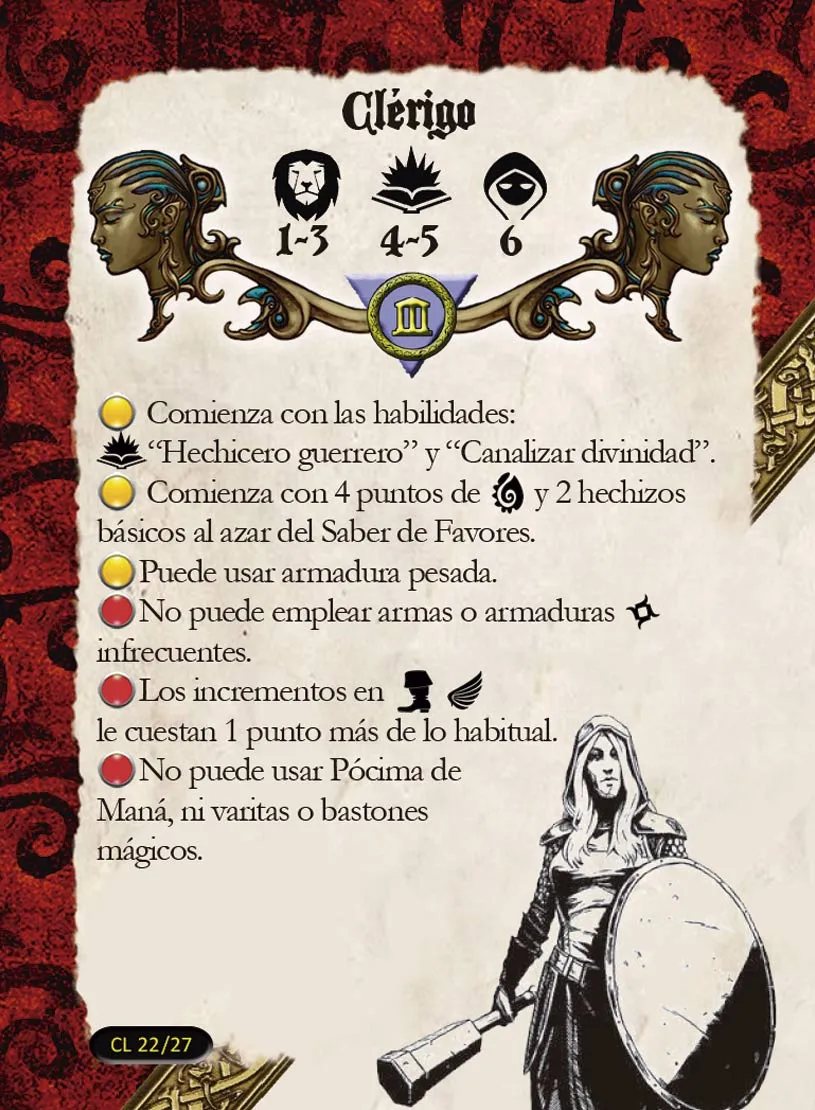 Clérigo
1-3 4-5 6
III
Comienza con las habilidades:
“Hechicero guerrero” y “Canalizar divinidad”.
Comienza con 4 puntos de y 2 hechizos
básicos al azar del Saber de Favores.
Puede usar armadura pesada.
No puede emplear armas o armaduras
infrecuentes.
Los incrementos en
le cuestan 1 punto más de lo habitual.
No puede usar Pócima de
Maná, ni varitas o bastones
mágicos.
CL 22/27